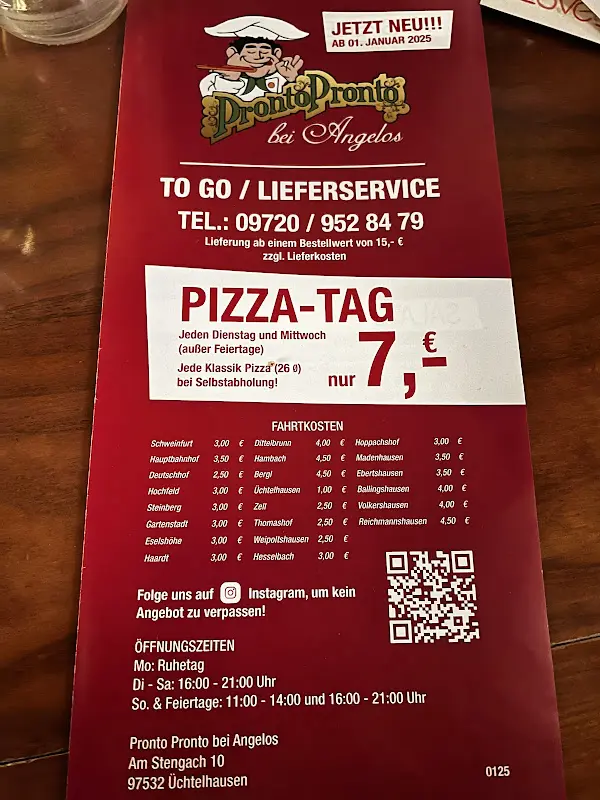 JETZT NEU!!!
AB 01. JANUAR 2025
ProntoPronto
bei Angelos
TO GO / LIEFERSERVICE
TEL.: 09720 / 952 84 79
Lieferung ab einem Bestellwert von 15,- €
zzgl. Lieferkosten
PIZZA-TAG
Jeden Dienstag und Mittwoch
(außer Feiertage)
Jede Klassik Pizza (26 Ø)
bei Selbstabholung!
nur 7,- €
FAHRTKOSTEN
Schweinfurt 3,00 € Dittelbrunn 4,00 € Hoppachshof 3,00 €
Hauptbahnhof 3,50 € Hambach 4,50 € Madenhausen 3,50 €
Deutschhof 2,50 € Bergl 4,50 € Ebertshausen 3,50 €
Hochfeld 3,00 € Üchtelhausen 1,00 € Ballingshausen 4,00 €
Steinberg 3,00 € Zell 2,50 € Volkershausen 4,00 €
Gartenstadt 3,00 € Thomashof 2,50 € Reichmannshausen 4,50 €
Eselshöhe 3,00 € Weipoltshausen 2,50 €
Haardt 3,00 € Hesselbach 3,00 €
Folge uns auf Instagram, um kein
Angebot zu verpassen!
ÖFFNUNGSZEITEN
Mo: Ruhetag
Di - Sa: 16:00 - 21:00 Uhr
So. & Feiertage: 11:00 - 14:00 und 16:00 - 21:00 Uhr
Pronto Pronto bei Angelos
Am Stengach 10
97532 Üchtelhausen
0125